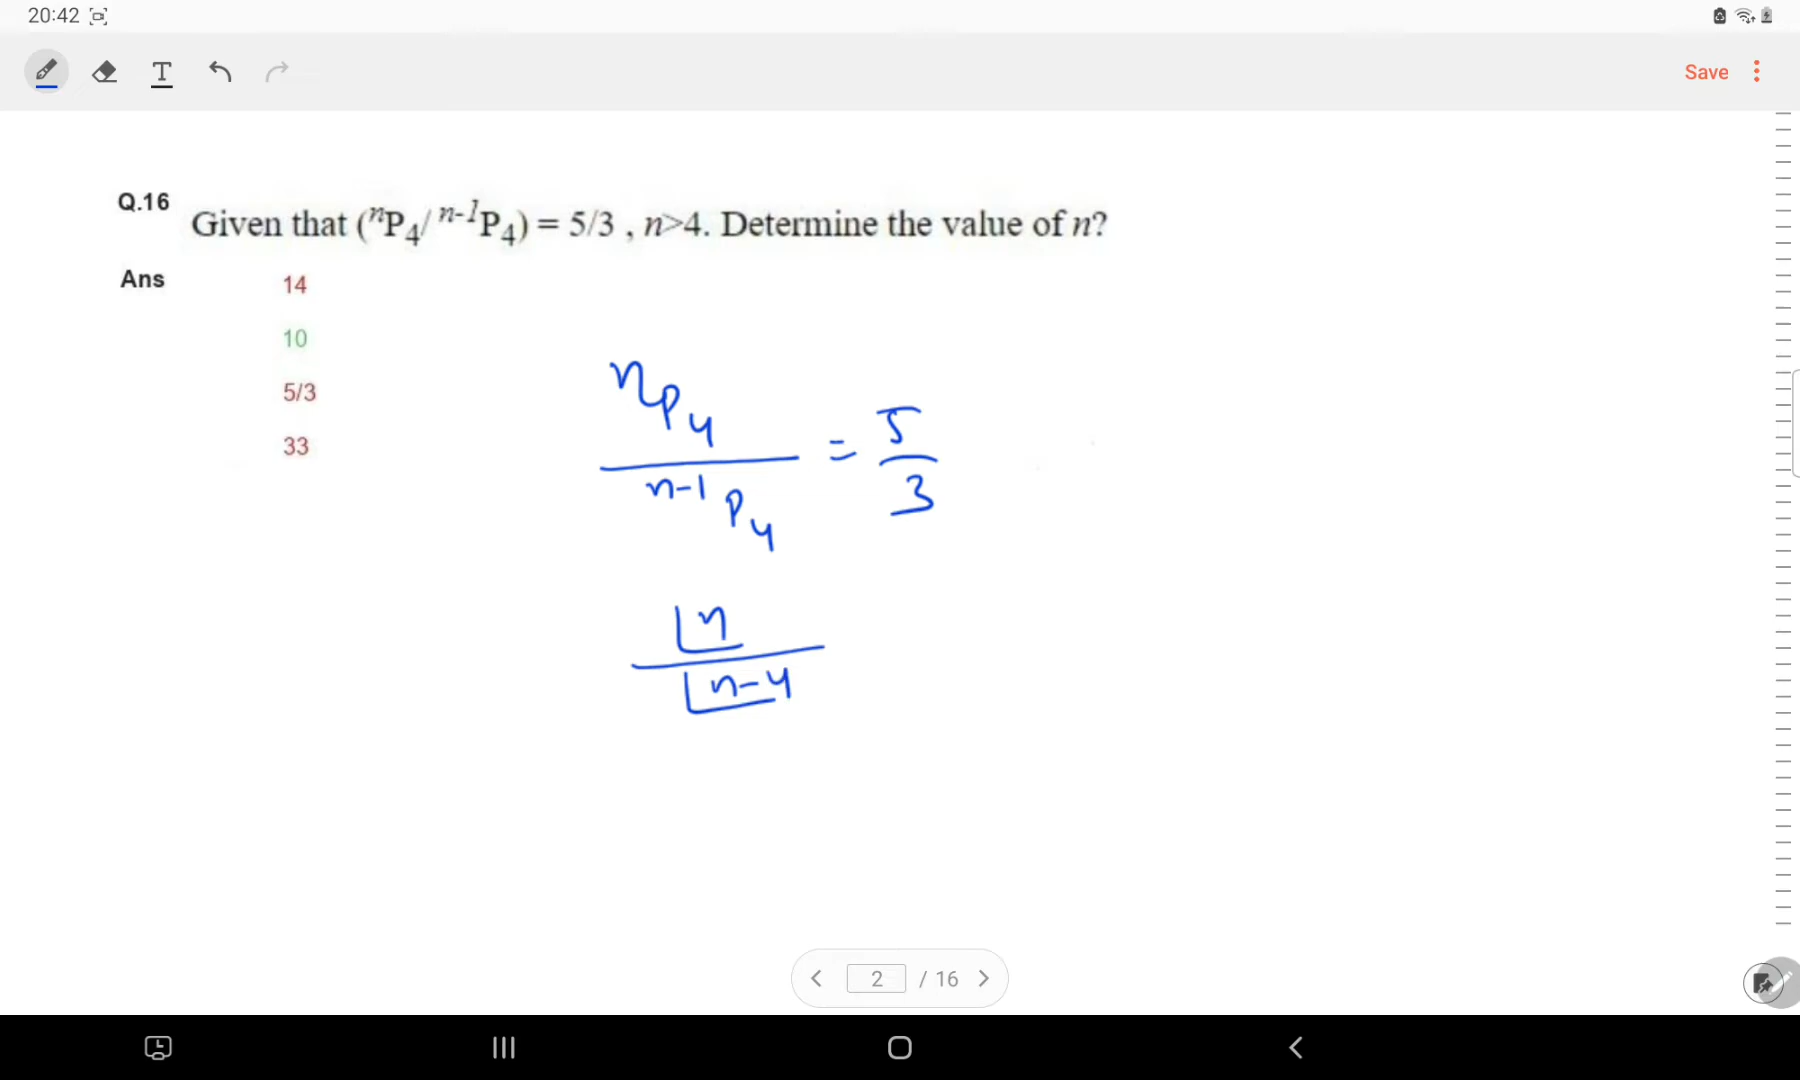 20:42
T
Save
Q.16 Given that (ⁿP₄/ ⁿ⁻¹P₄) = 5/3 , n>4. Determine the value of n?
Ans
14
10
5/3
33
ⁿP₄ / ⁿ⁻¹P₄ = 5/3
⌊n / ⌊n-4
2 / 16